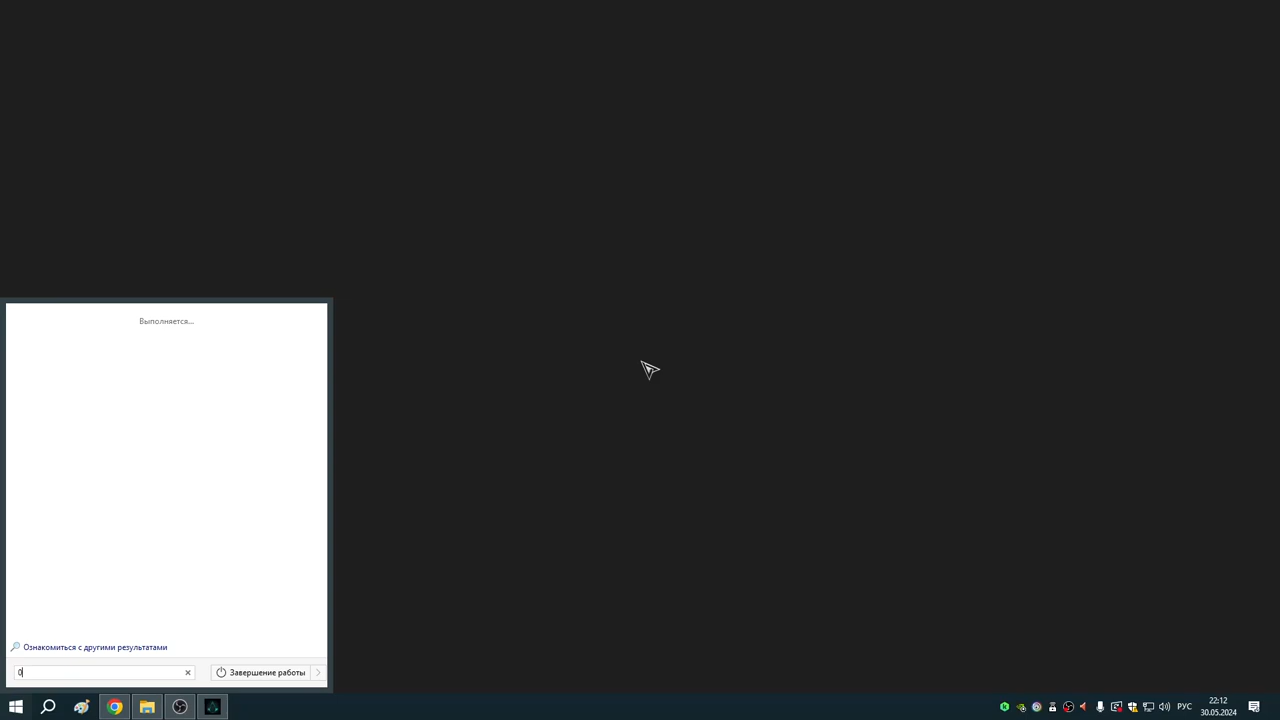 Выполняется...
Ознакомиться с другими результатами
0
Завершение работы
РУС
22:12
30.05.2024